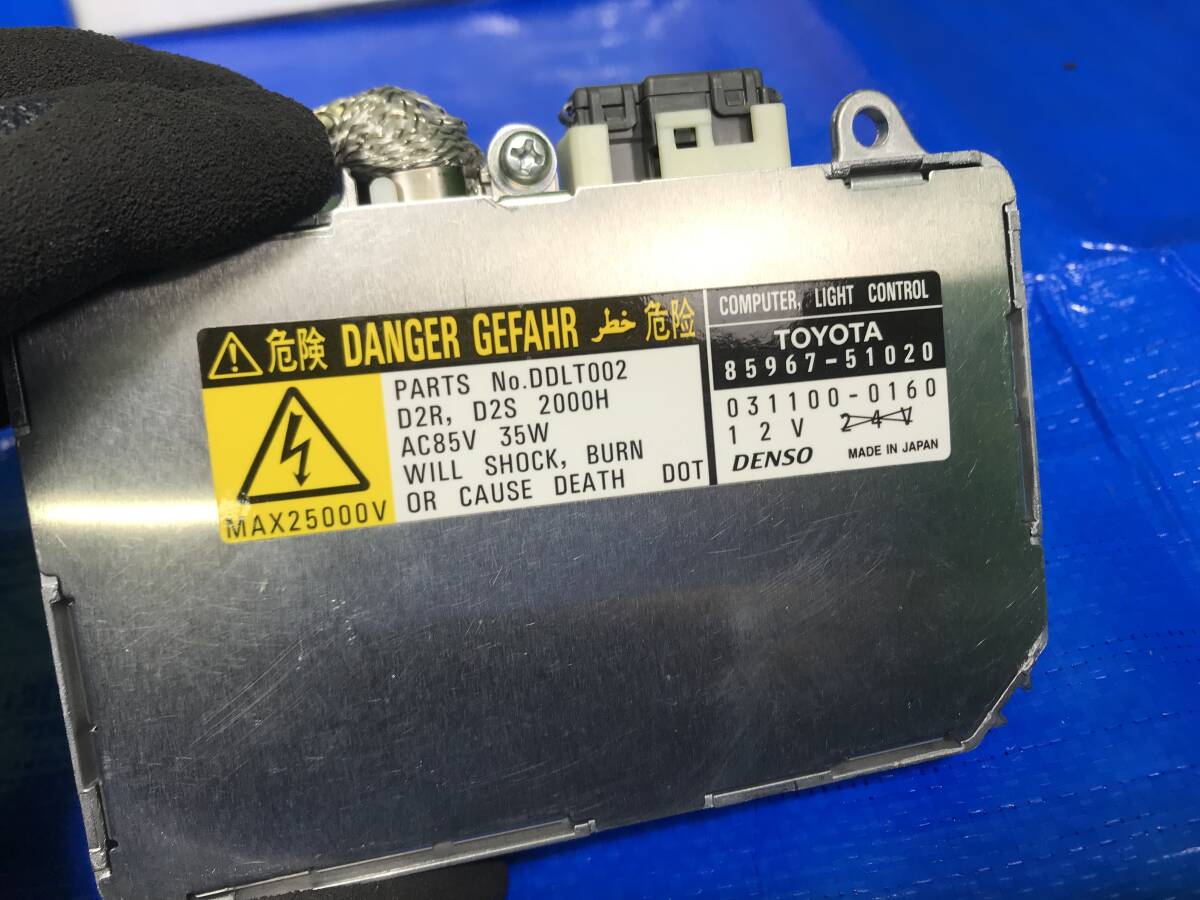 危険 DANGER GEFAHR خطر 危险
MAX25000V
PARTS No.DDLT002
D2R, D2S 2000H
AC85V 35W
WILL SHOCK, BURN
OR CAUSE DEATH DOT
COMPUTER, LIGHT CONTROL
TOYOTA
85967-51020
031100-0160
12V 24V
DENSO MADE IN JAPAN